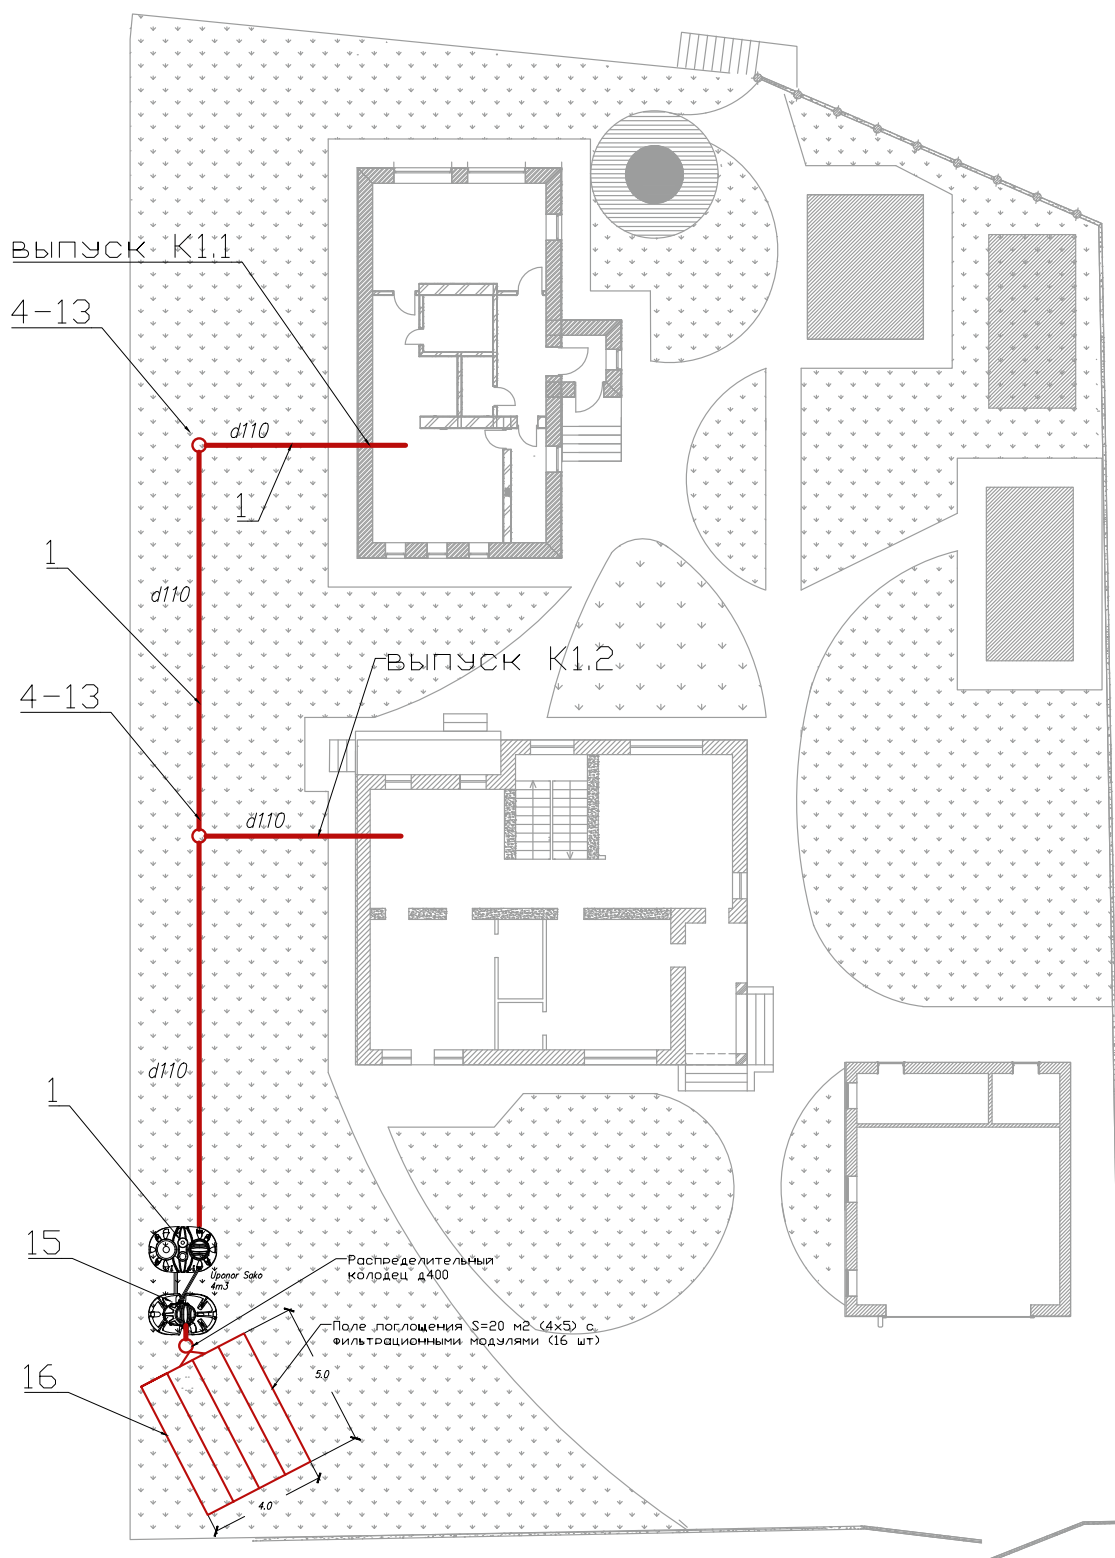 выпуск К1.1
4-13
d110
1
1
d110
выпуск К1.2
4-13
d110
d110
1
15
Распределительный
колодец д400
Uponor Sako
4m3
Поле поглощения S=20 м2 (4х5) с
фильтрационными модулями (16 шт)
5.0
16
4.0